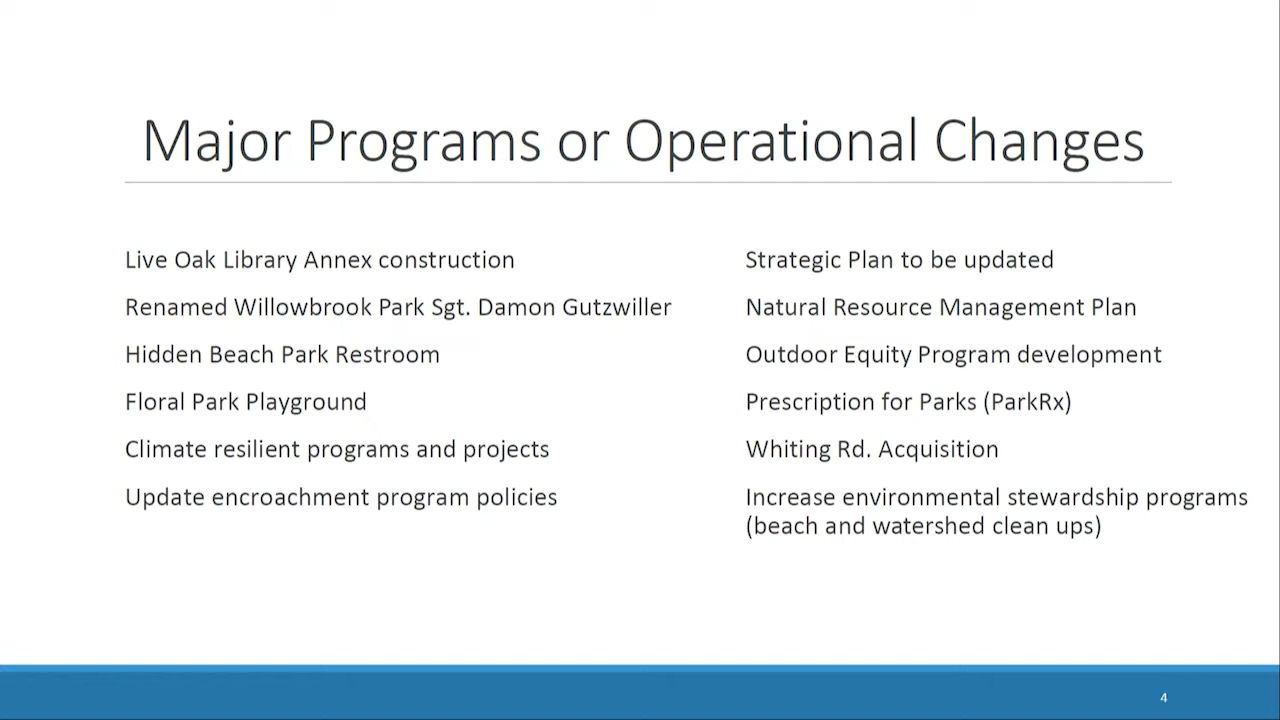 Major Programs or Operational Changes
Live Oak Library Annex construction
Renamed Willowbrook Park Sgt. Damon Gutzwiller
Hidden Beach Park Restroom
Floral Park Playground
Climate resilient programs and projects
Update encroachment program policies
Strategic Plan to be updated
Natural Resource Management Plan
Outdoor Equity Program development
Prescription for Parks (ParkRx)
Whiting Rd. Acquisition
Increase environmental stewardship programs
(beach and watershed clean ups)
4